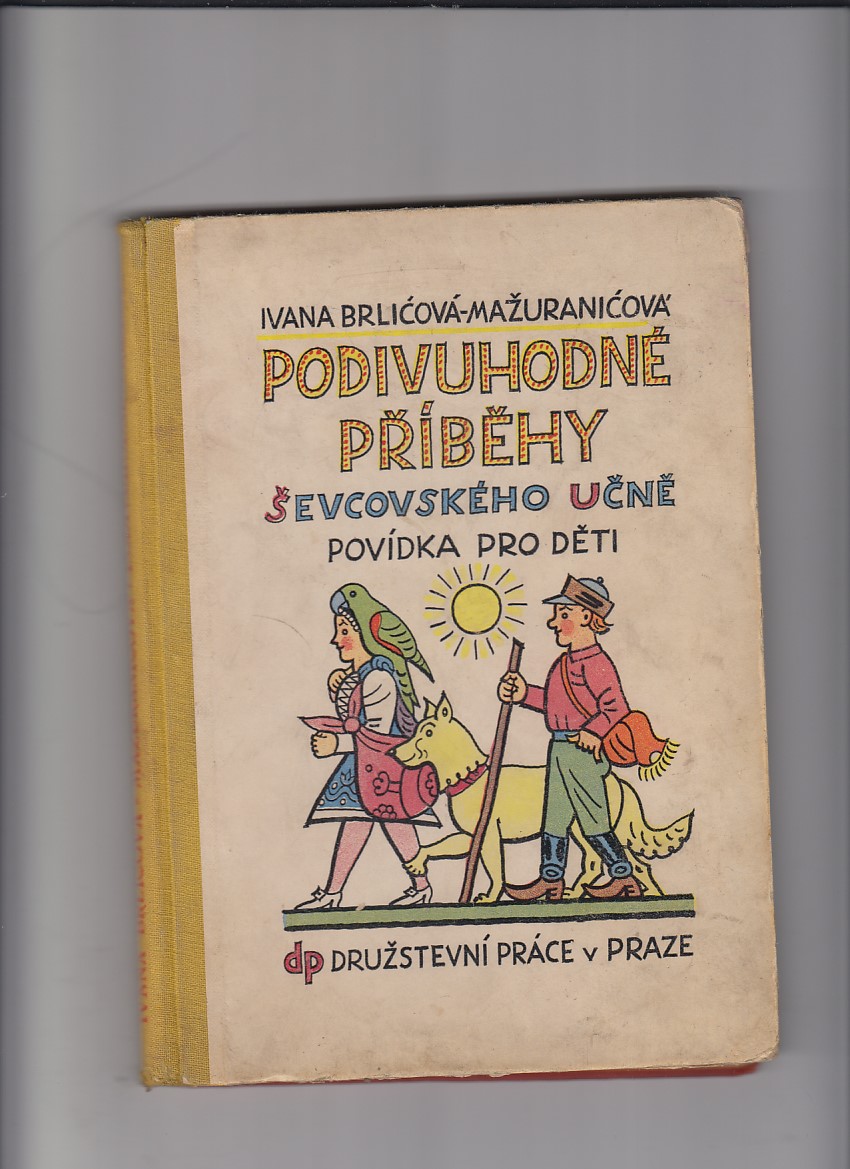 IVANA BRLIĆOVÁ-MAŽURANIĆOVÁ
PODIVUHODNÉ
PŘÍBĚHY
ŠEVCOVSKÉHO UČNĚ
POVÍDKA PRO DĚTI
dp DRUŽSTEVNÍ PRÁCE v PRAZE